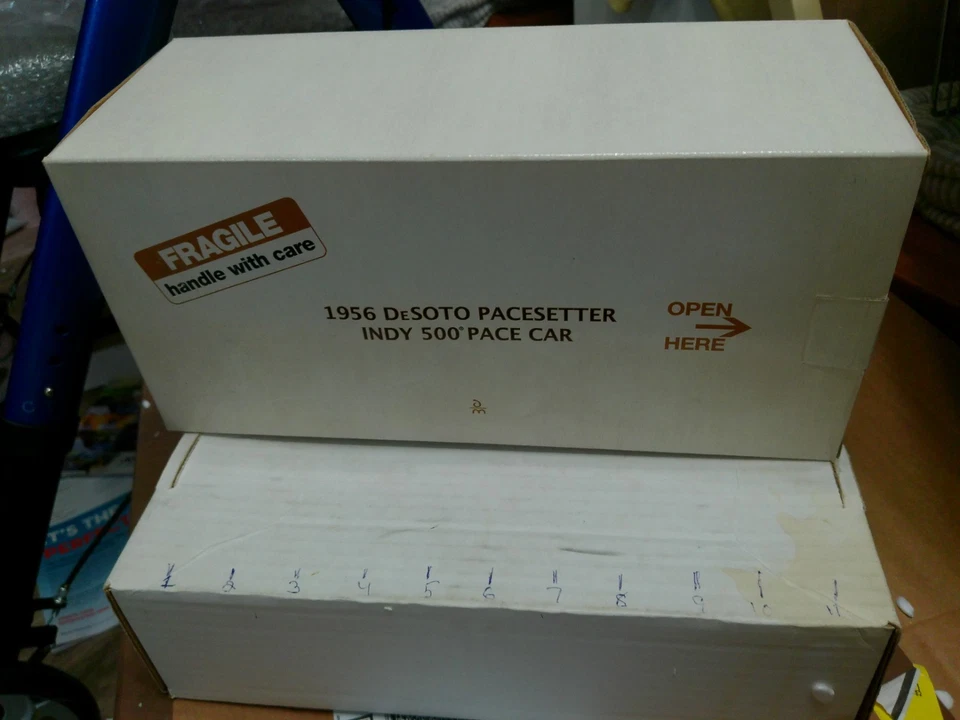 FRAGILE
handle with care
1956 DeSOTO PACESETTER
INDY 500® PACE CAR
OPEN
HERE
1 2 3 4 5 6 7 8 9 10 11